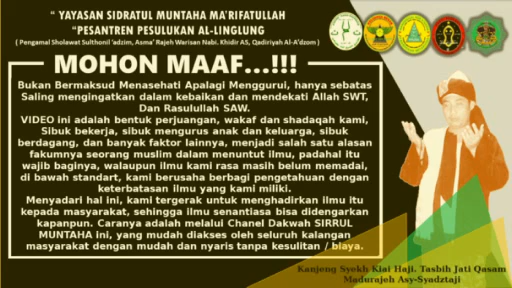 " YAYASAN SIDRATUL MUNTAHA MA'RIFATULLAH
"PESANTREN PESULUKAN AL-LINGLUNG
( Pengamal Sholawat Sulthonil 'adzim, Asma' Rajeh Warisan Nabi. Khidir AS, Qadiriyah Al-A'dzom )
MOHON MAAF...!!!
Bukan Bermaksud Menasehati Apalagi Menggurui, hanya sebatas
Saling mengingatkan dalam kebaikan dan mendekati Allah SWT,
Dan Rasulullah SAW.
VIDEO ini adalah bentuk perjuangan, wakaf dan shadaqah kami,
Sibuk bekerja, sibuk mengurus anak dan keluarga, sibuk
berdagang, dan banyak faktor lainnya, menjadi salah satu alasan
fakumnya seorang muslim dalam menuntut ilmu, padahal itu
wajib baginya, walaupun ilmu kami rasa masih belum memadai,
di bawah standart, kami berusaha berbagi pengetahuan dengan
keterbatasan ilmu yang kami miliki.
Menyadari hal ini, kami tergerak untuk menghadirkan ilmu itu
kepada masyarakat, sehingga ilmu senantiasa bisa didengarkan
kapanpun. Caranya adalah melalui Chanel Dakwah SIRRUL
MUNTAHA ini, yang mudah diakses oleh seluruh kalangan
masyarakat dengan mudah dan nyaris tanpa kesulitan / biaya.
Kanjeng Syekh Kiai Haji. Tasbih Jati Qasam
Madurajeh Asy-Syadztaji